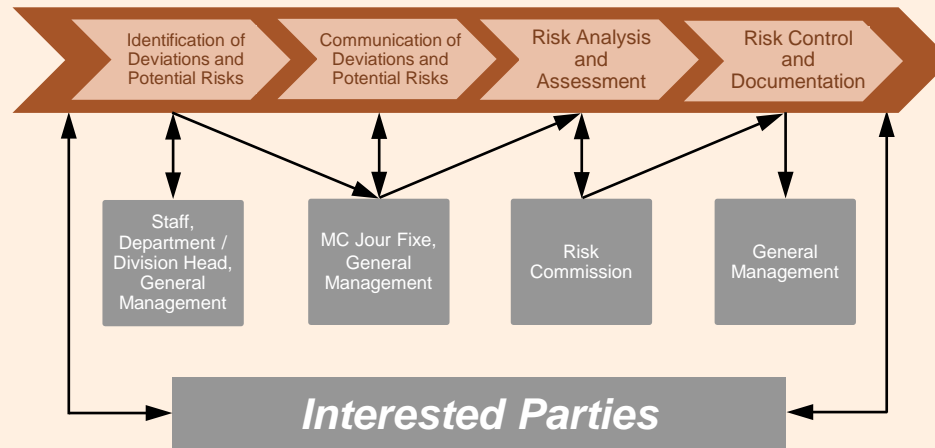 Identification of
Deviations and
Potential Risks
Communication of
Deviations and
Potential Risks
Risk Analysis
and
Assessment
Risk Control
and
Documentation
Staff,
Department /
Division Head,
General
Management
MC Jour Fixe,
General
Management
Risk
Commission
General
Management
Interested Parties